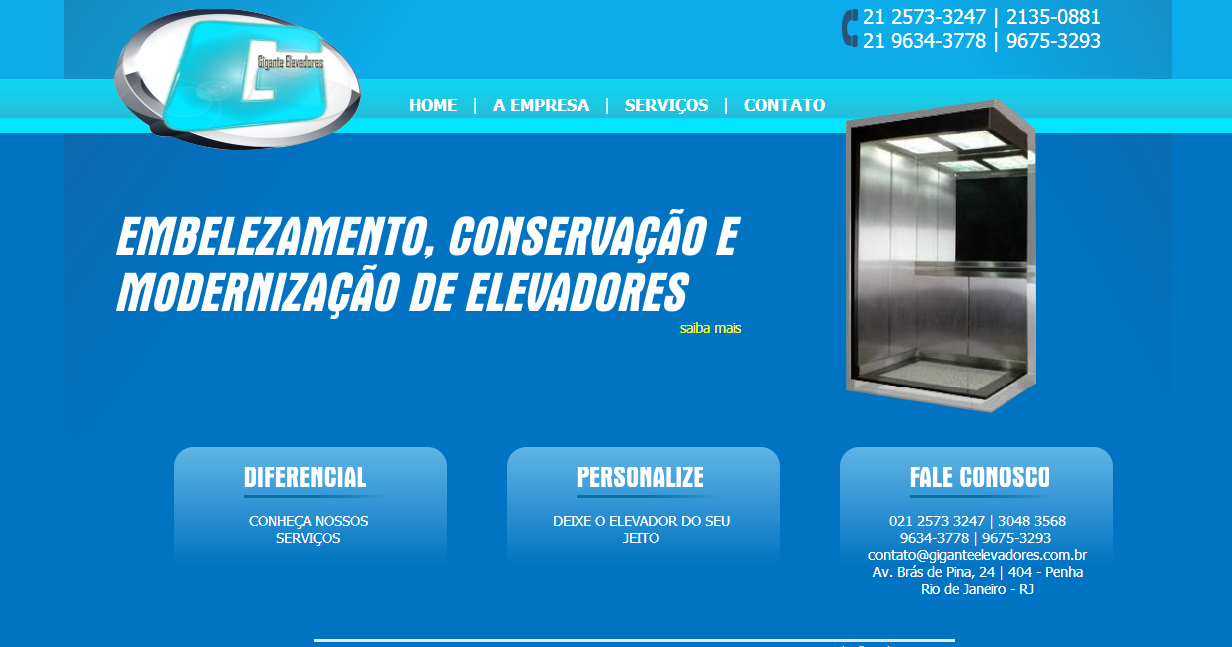 21 2573-3247 | 2135-0881
21 9634-3778 | 9675-3293
Gigante Elevadores
HOME | A EMPRESA | SERVIÇOS | CONTATO
EMBELEZAMENTO, CONSERVAÇÃO E
MODERNIZAÇÃO DE ELEVADORES
saiba mais
DIFERENCIAL
CONHEÇA NOSSOS
SERVIÇOS
PERSONALIZE
DEIXE O ELEVADOR DO SEU
JEITO
FALE CONOSCO
021 2573 3247 | 3048 3568
9634-3778 | 9675-3293
contato@giganteelevadores.com.br
Av. Brás de Pina, 24 | 404 - Penha
Rio de Janeiro - RJ